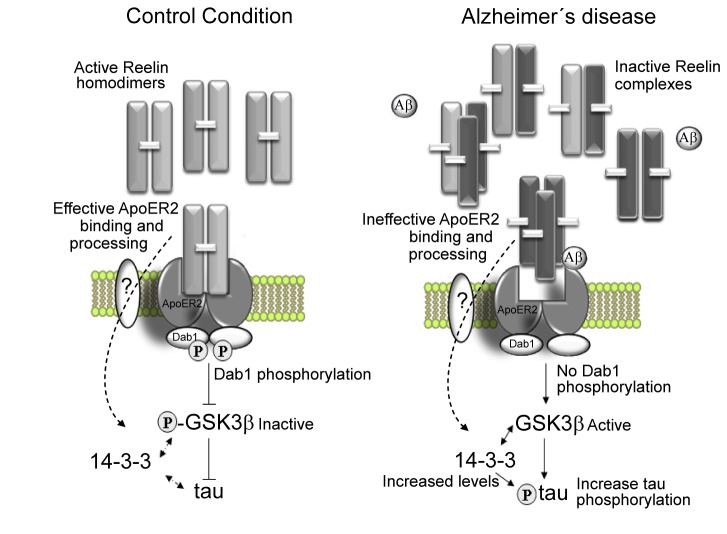 Control Condition
Active Reelin
homodimers
Effective ApoER2
binding and
processing
?
ApoER2
Dab1
P P
Dab1 phosphorylation
P-GSK3β Inactive
14-3-3
tau
Alzheimer´s disease
Inactive Reelin
complexes
Aβ
Aβ
Ineffective ApoER2
binding and
processing
Aβ
?
ApoER2
Dab1
No Dab1
phosphorylation
GSK3β Active
14-3-3
Increased levels
P tau
Increase tau
phosphorylation